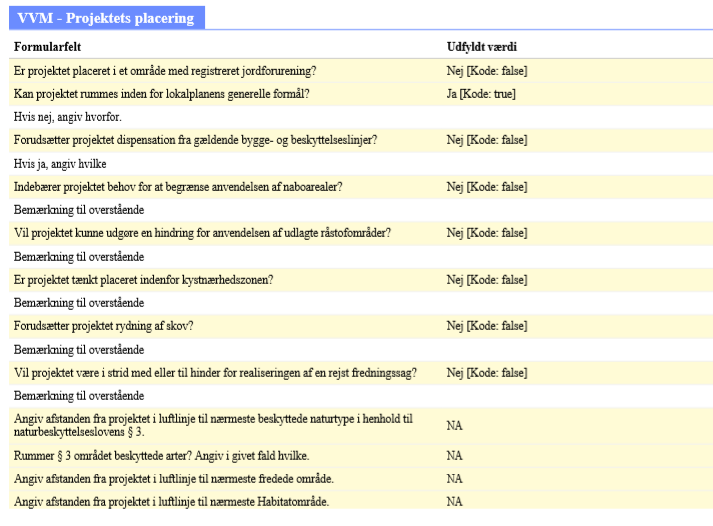 VVM - Projektets placering
Formularfelt Udfyldt værdi
Er projektet placeret i et område med registreret jordforurening? Nej [Kode: false]
Kan projektet rummes inden for lokalplanens generelle formål? Ja [Kode: true]
Hvis nej, angiv hvorfor.
Forudsætter projektet dispensation fra gældende bygge- og beskyttelseslinjer? Nej [Kode: false]
Hvis ja, angiv hvilke
Indebærer projektet behov for at begrænse anvendelsen af naboarealer? Nej [Kode: false]
Bemærkning til overstående
Vil projektet kunne udgøre en hindring for anvendelsen af udlagte råstofområder? Nej [Kode: false]
Bemærkning til overstående
Er projektet tænkt placeret indenfor kystnærhedszonen? Nej [Kode: false]
Bemærkning til overstående
Forudsætter projektet rydning af skov? Nej [Kode: false]
Bemærkning til overstående
Vil projektet være i strid med eller til hinder for realiseringen af en rejst fredningssag? Nej [Kode: false]
Bemærkning til overstående
Angiv afstanden fra projektet i luftlinje til nærmeste beskyttede naturtype i henhold til
naturbeskyttelseslovens § 3. NA
Rummer § 3 området beskyttede arter? Angiv i givet fald hvilke. NA
Angiv afstanden fra projektet i luftlinje til nærmeste fredede område. NA
Angiv afstanden fra projektet i luftlinje til nærmeste Habitatområde. NA